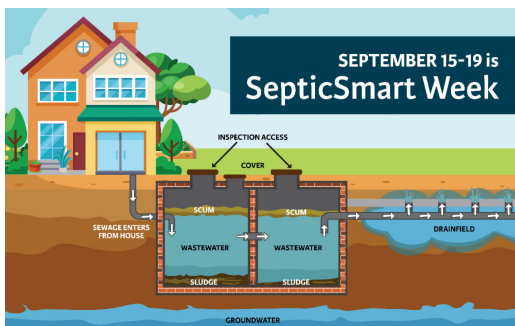 SEPTEMBER 15-19 is
SepticSmart Week
INSPECTION ACCESS
COVER
SCUM
SCUM
SEWAGE ENTERS
FROM HOUSE
WASTEWATER
WASTEWATER
DRAINFIELD
SLUDGE
SLUDGE
GROUNDWATER